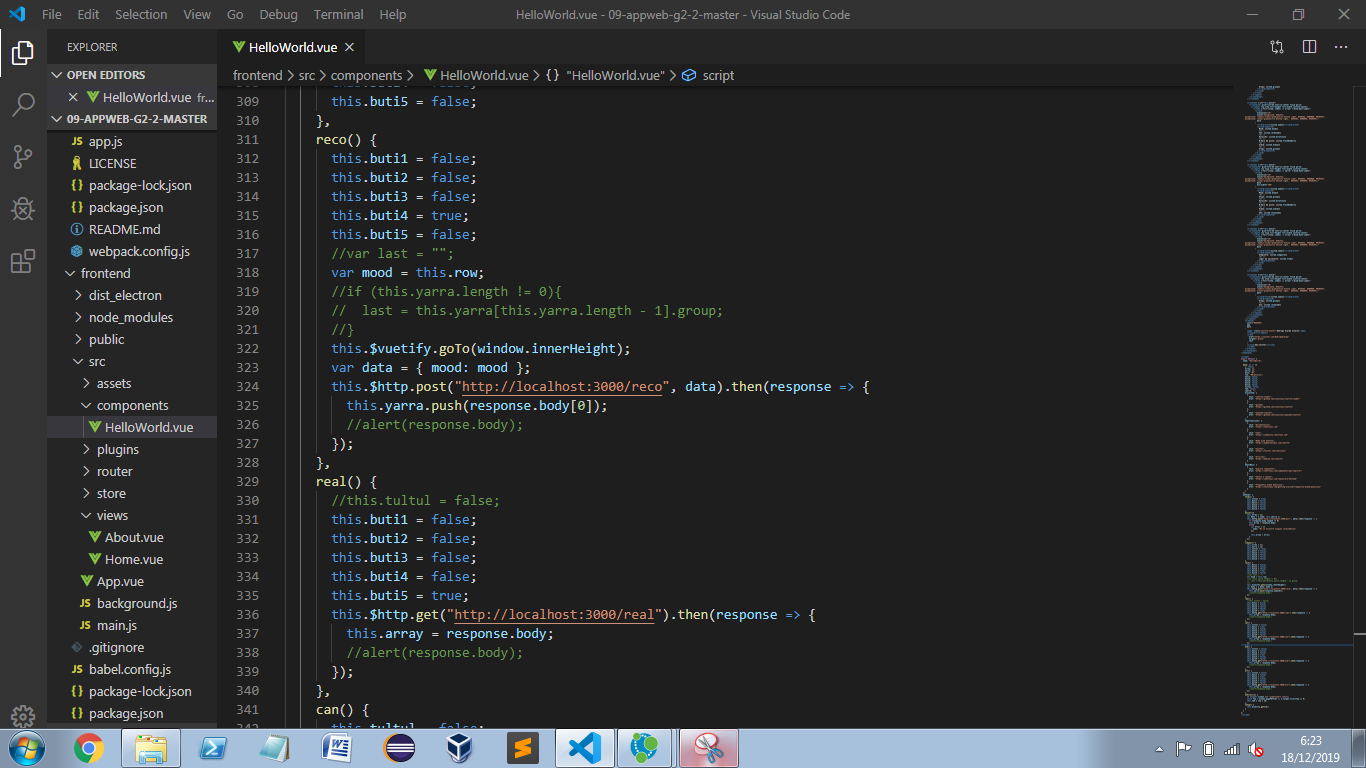 File Edit Selection View Go Debug Terminal Help
HelloWorld.vue - 09-appweb-g2-2-master - Visual Studio Code
EXPLORER
OPEN EDITORS
HelloWorld.vue fr...
09-APPWEB-G2-2-MASTER
app.js
LICENSE
package-lock.json
package.json
README.md
webpack.config.js
frontend
dist_electron
node_modules
public
src
assets
components
HelloWorld.vue
plugins
router
store
views
About.vue
Home.vue
App.vue
background.js
main.js
.gitignore
babel.config.js
package-lock.json
package.json
HelloWorld.vue
frontend > src > components > HelloWorld.vue > {} "HelloWorld.vue" > script
309 this.buti5 = false;
310 },
311 reco() {
312 this.buti1 = false;
313 this.buti2 = false;
314 this.buti3 = false;
315 this.buti4 = true;
316 this.buti5 = false;
317 //var last = "";
318 var mood = this.row;
319 //if (this.yarra.length != 0){
320 //  last = this.yarra[this.yarra.length - 1].group;
321 //}
322 this.$vuetify.goTo(window.innerHeight);
323 var data = { mood: mood };
324 this.$http.post("http://localhost:3000/reco", data).then(response => {
325 this.yarra.push(response.body[0]);
326 //alert(response.body);
327 });
328 },
329 real() {
330 //this.tultul = false;
331 this.buti1 = false;
332 this.buti2 = false;
333 this.buti3 = false;
334 this.buti4 = false;
335 this.buti5 = true;
336 this.$http.get("http://localhost:3000/real").then(response => {
337 this.array = response.body;
338 //alert(response.body);
339 });
340 },
341 can() {
342 this.tultul = false;
6:23
18/12/2019